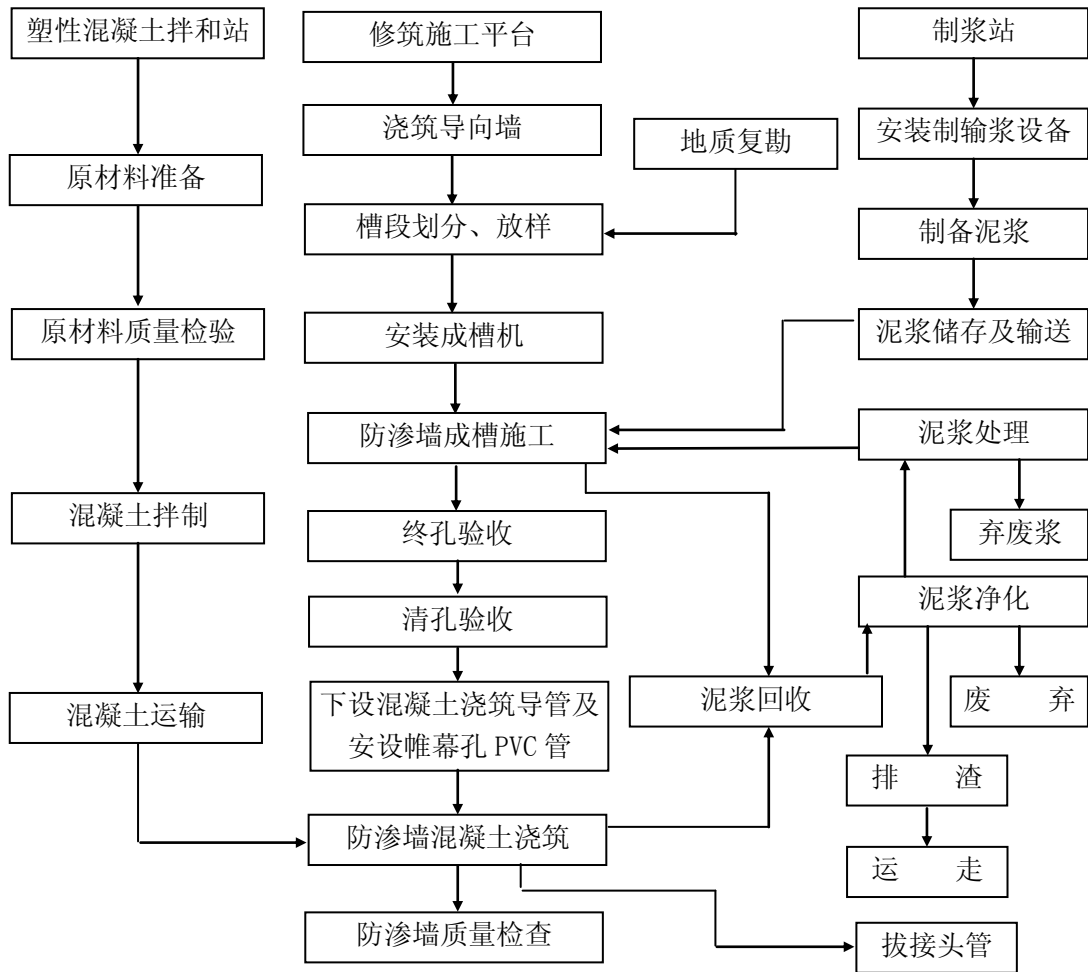 塑性混凝土拌和站
修筑施工平台
制浆站
浇筑导向墙
地质复勘
安装制输浆设备
原材料准备
槽段划分、放样
制备泥浆
原材料质量检验
安装成槽机
泥浆储存及输送
防渗墙成槽施工
泥浆处理
混凝土拌制
终孔验收
弃废浆
清孔验收
泥浆净化
混凝土运输
下设混凝土浇筑导管及
安设帷幕孔 PVC 管
泥浆回收
废 弃
排 渣
防渗墙混凝土浇筑
运 走
防渗墙质量检查
拔接头管